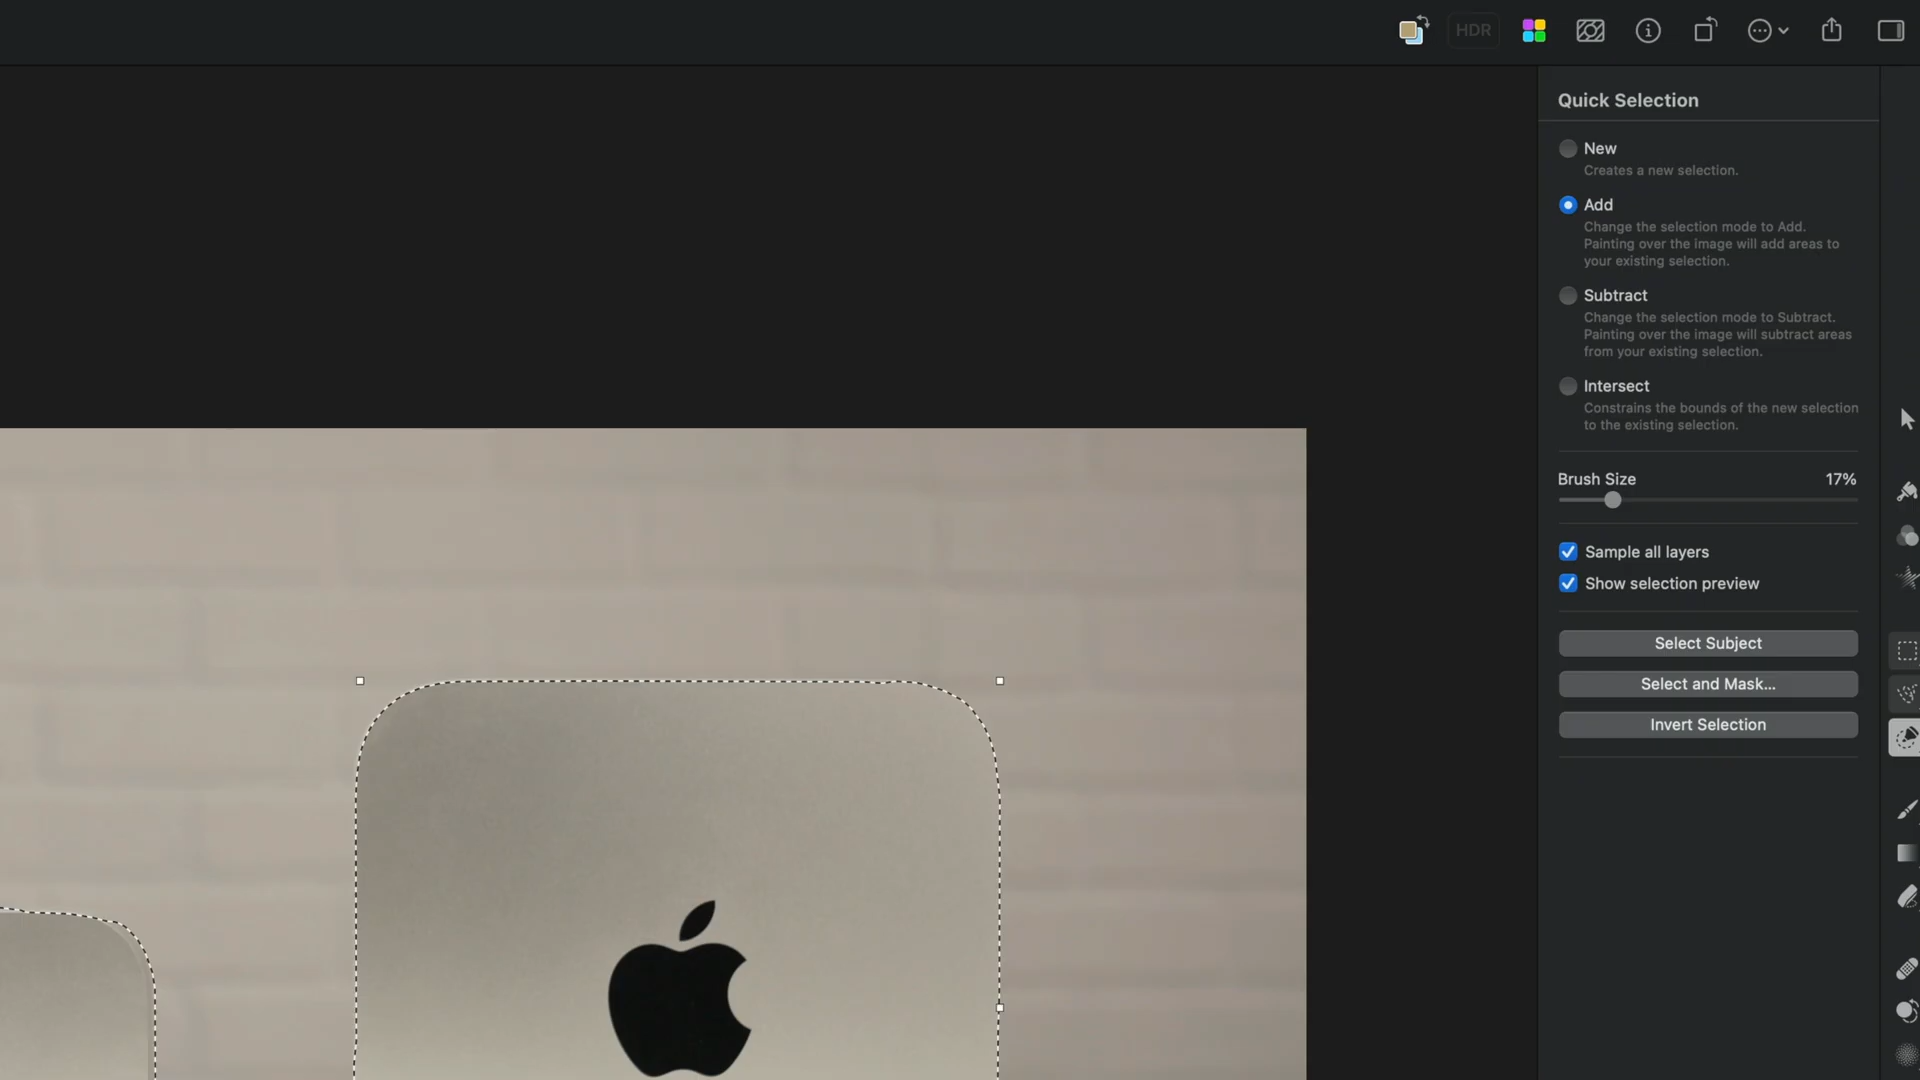 HDR
Quick Selection
New
Creates a new selection.
Add
Change the selection mode to Add.
Painting over the image will add areas to
your existing selection.
Subtract
Change the selection mode to Subtract.
Painting over the image will subtract areas
from your existing selection.
Intersect
Constrains the bounds of the new selection
to the existing selection.
Brush Size 17%
Sample all layers
Show selection preview
Select Subject
Select and Mask...
Invert Selection